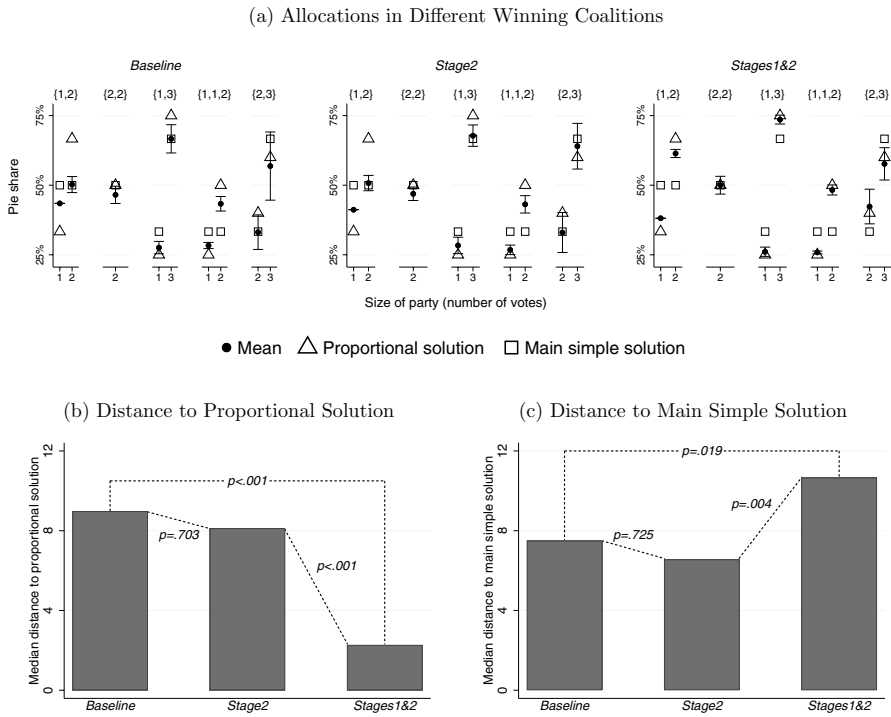 (a) Allocations in Different Winning Coalitions
Baseline
Stage2
Stages1&2
{1,2} {2,2} {1,3} {1,1,2} {2,3}
{1,2} {2,2} {1,3} {1,1,2} {2,3}
{1,2} {2,2} {1,3} {1,1,2} {2,3}
Pie share
75%
50%
25%
75%
50%
25%
75%
50%
25%
1 2 2 1 3 1 2 2 3
1 2 2 1 3 1 2 2 3
1 2 2 1 3 1 2 2 3
Size of party (number of votes)
Mean Proportional solution Main simple solution
(b) Distance to Proportional Solution
Median distance to proportional solution
12
8
4
0
p<.001
p=.703
p<.001
Baseline Stage2 Stages1&2
(c) Distance to Main Simple Solution
Median distance to main simple solution
12
8
4
0
p=.019
p=.004
p=.725
Baseline Stage2 Stages1&2